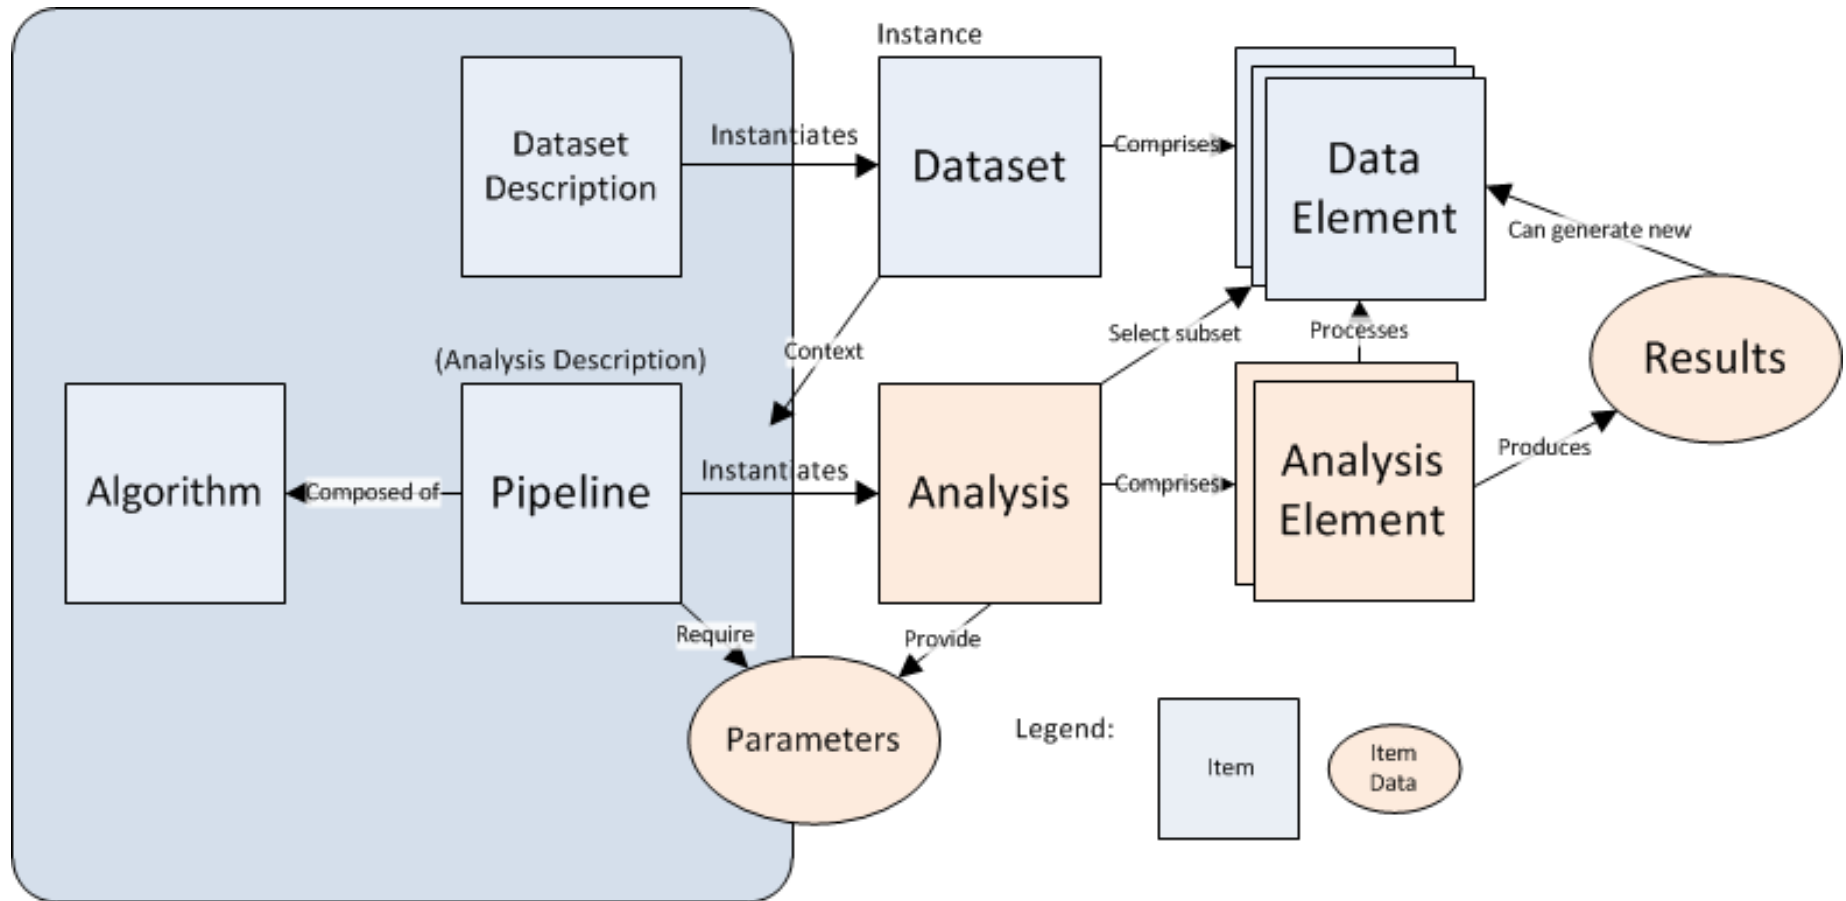 Instance
Dataset
Description
Instantiates
Dataset
Comprises
Data
Element
Can generate new
Context
Select subset
Processes
Results
(Analysis Description)
Algorithm
Composed of
Pipeline
Instantiates
Analysis
Comprises
Analysis
Element
Produces
Require
Provide
Parameters
Legend:
Item
Item
Data